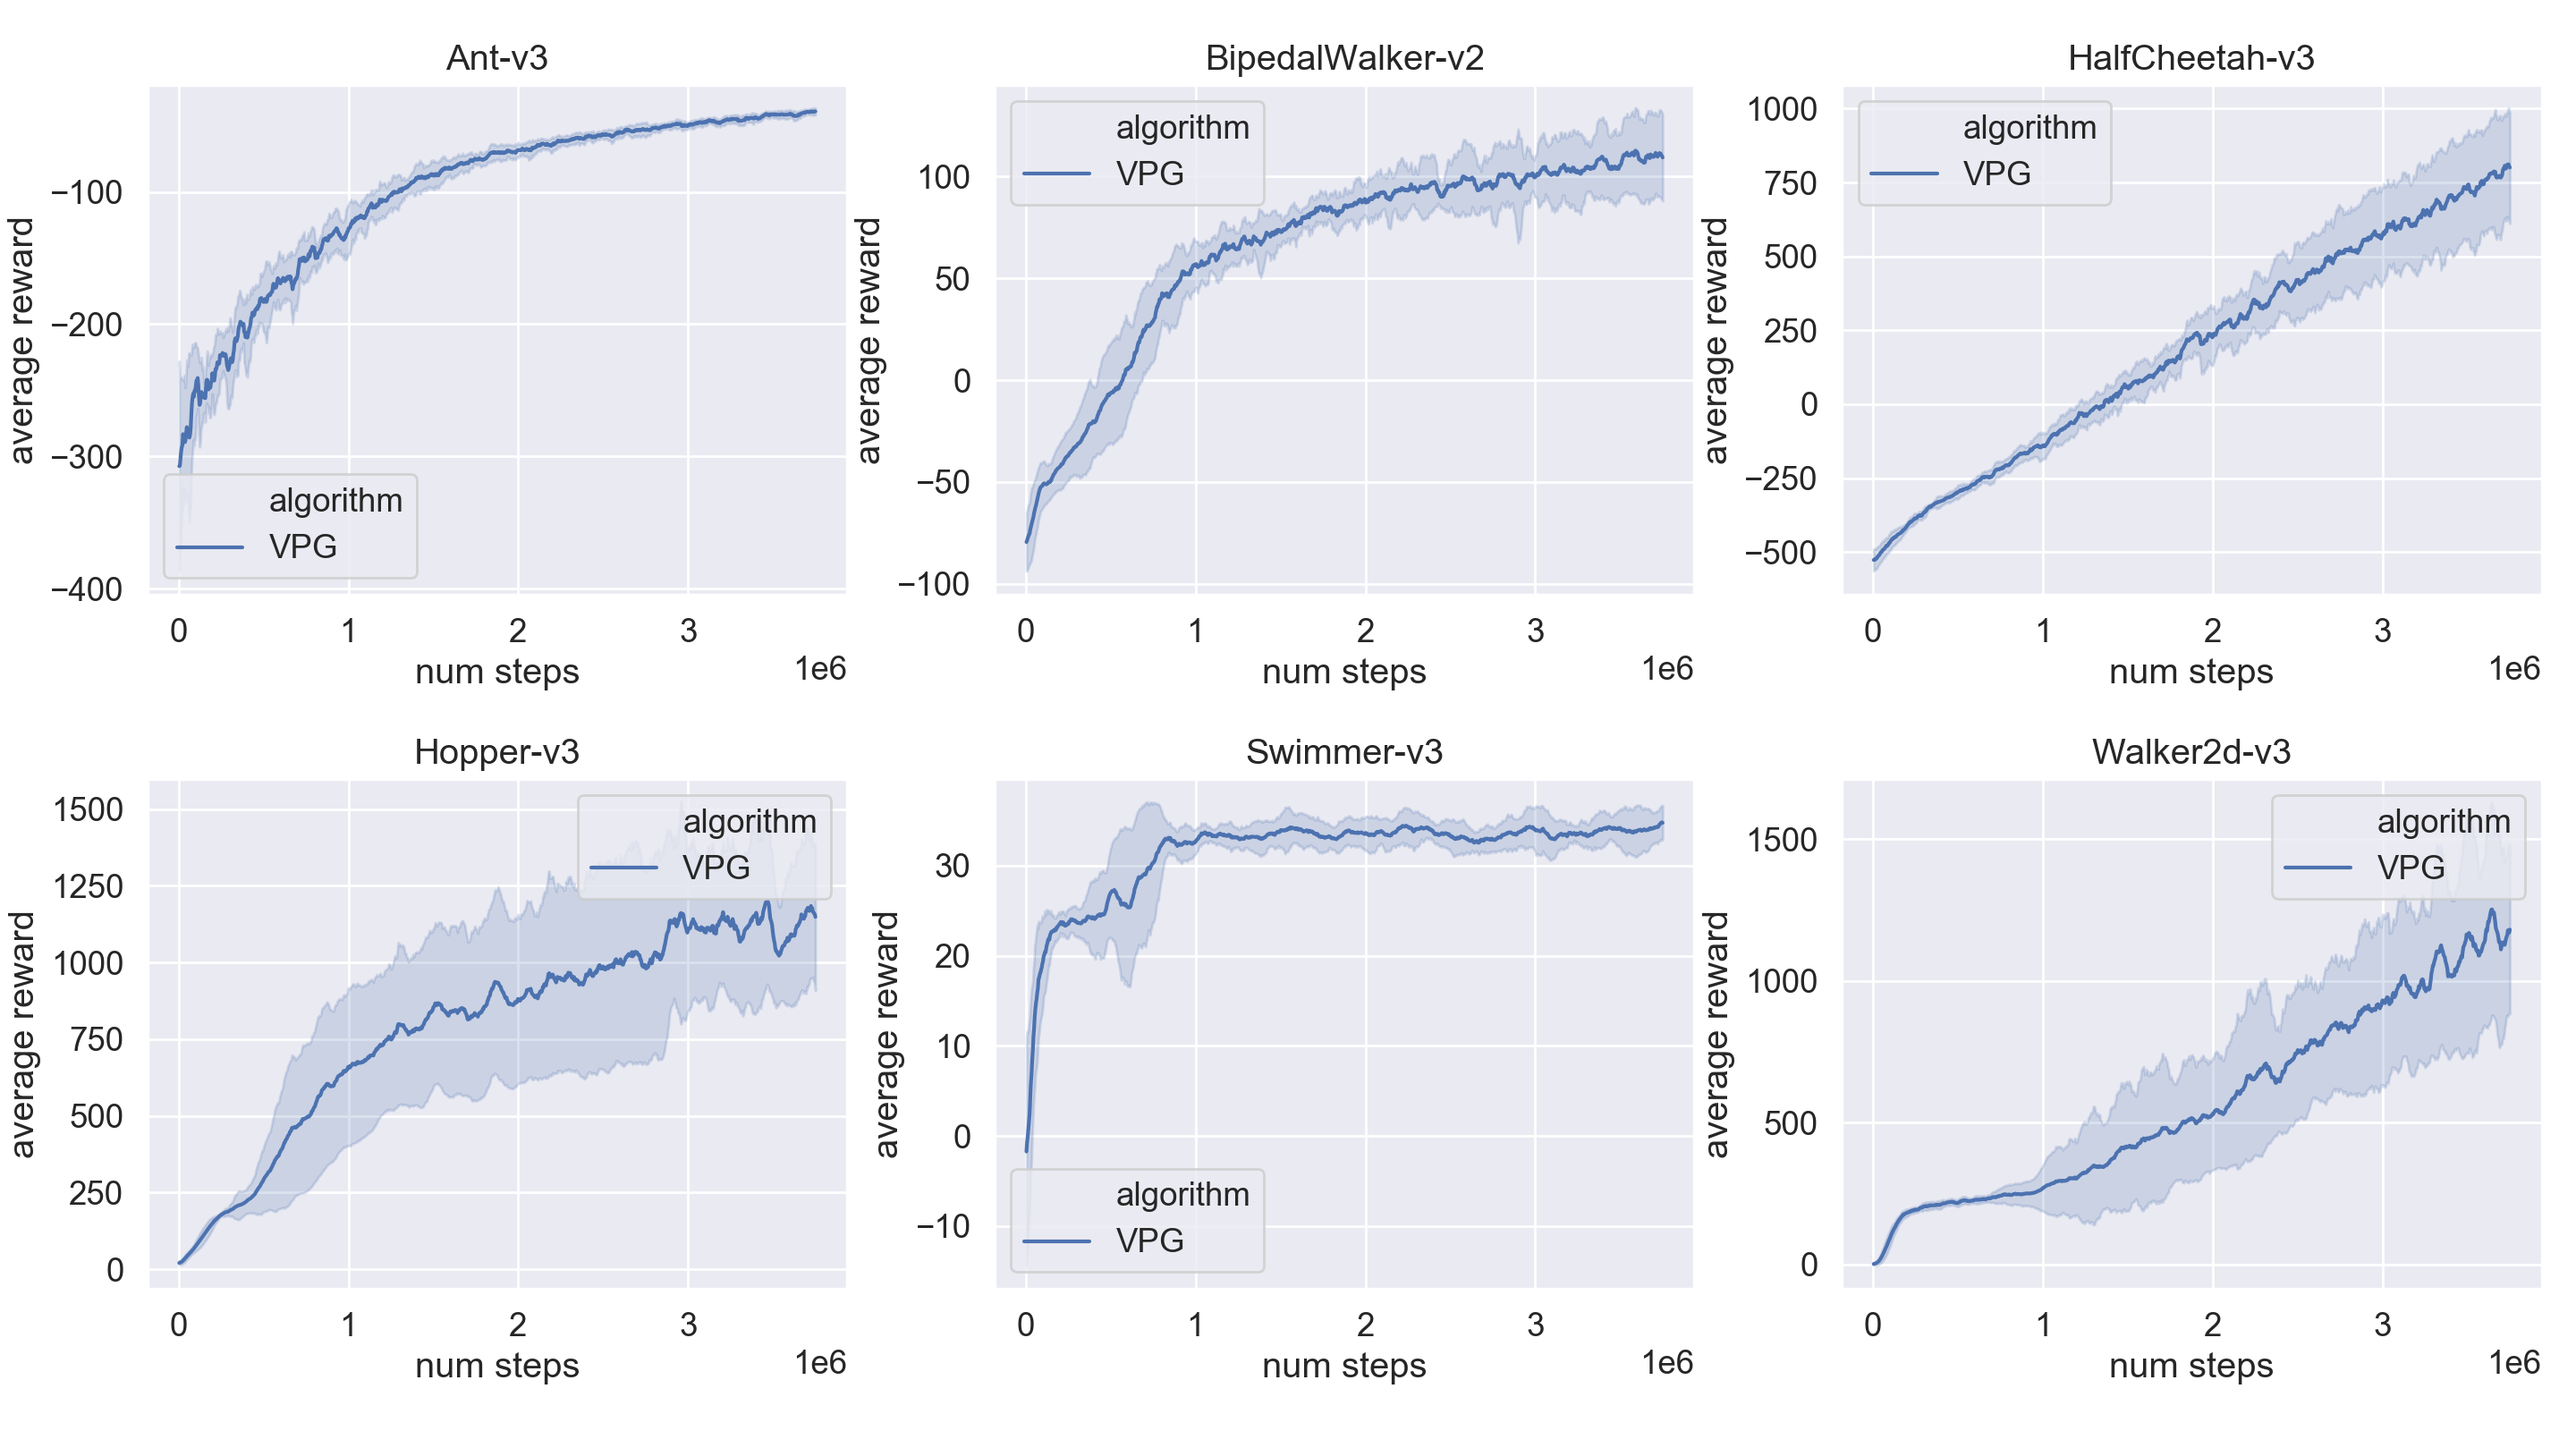 Ant-v3
average reward
−100
−200
−300
−400
algorithm
VPG
0 1 2 3
num steps
1e6
BipedalWalker-v2
average reward
100
50
0
−50
−100
algorithm
VPG
0 1 2 3
num steps
1e6
HalfCheetah-v3
average reward
1000
750
500
250
0
−250
−500
algorithm
VPG
0 1 2 3
num steps
1e6
Hopper-v3
average reward
1500
1250
1000
750
500
250
0
algorithm
VPG
0 1 2 3
num steps
1e6
Swimmer-v3
average reward
30
20
10
0
−10
algorithm
VPG
0 1 2 3
num steps
1e6
Walker2d-v3
average reward
1500
1000
500
0
algorithm
VPG
0 1 2 3
num steps
1e6